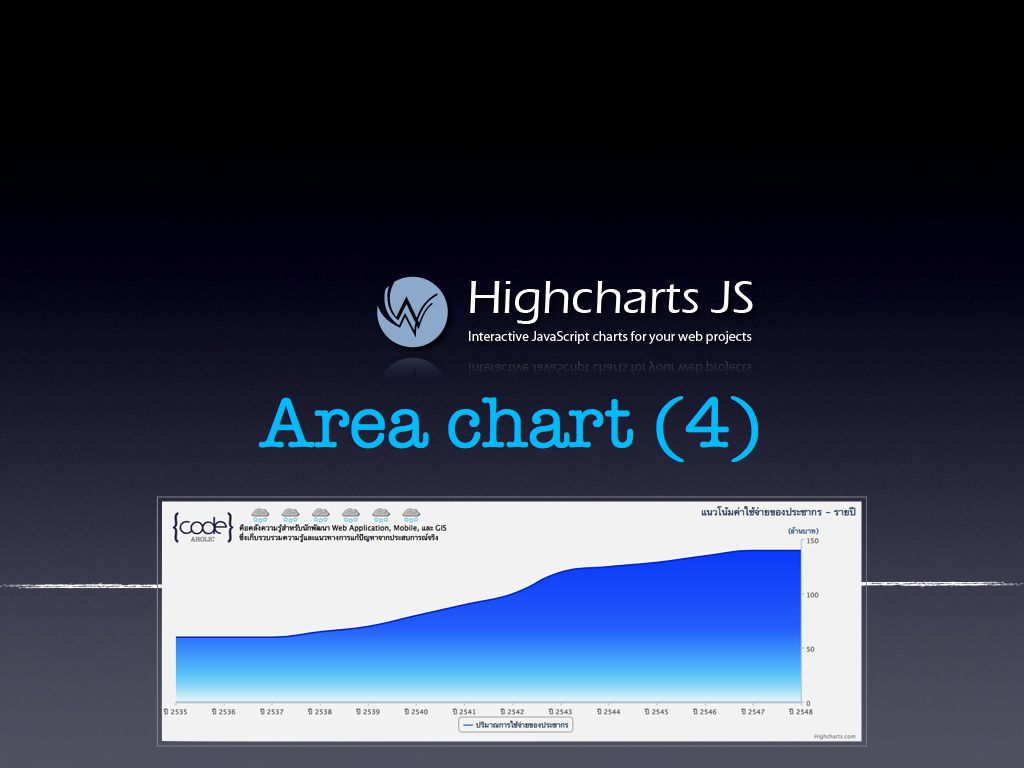 Highcharts JS
Interactive JavaScript charts for your web projects
Area chart (4)
{code}
AHOLIC
คือคลังความรู้สำหรับนักพัฒนา Web Application, Mobile, และ GIS
ซึ่งเก็บรวบรวมความรู้และแนวทางการแก้ปัญหาจากประสบการณ์จริง
แนวโน้มค่าใช้จ่ายของประชากร - รายปี
(ล้านบาท)
150
100
50
0
ปี 2535 ปี 2536 ปี 2537 ปี 2538 ปี 2539 ปี 2540 ปี 2541 ปี 2542 ปี 2543 ปี 2544 ปี 2545 ปี 2546 ปี 2547 ปี 2548
ปริมาณการใช้จ่ายของประชากร
Highcharts.com